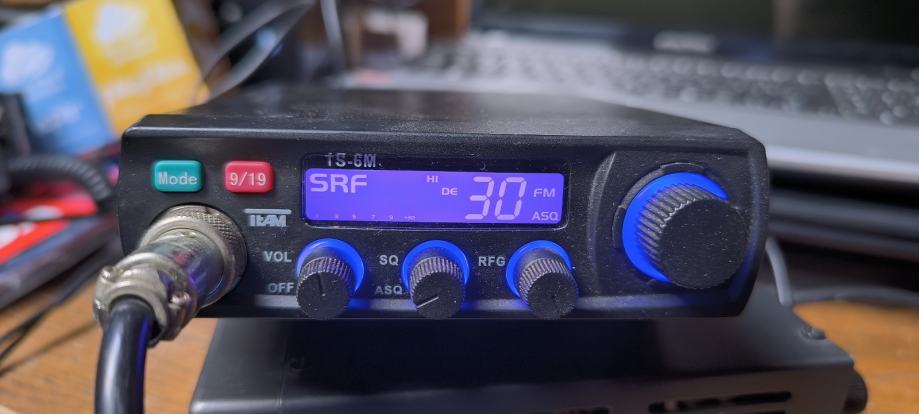 TS-6M
Mode
9/19
SRF
HI
DE
30
FM
ASQ
TEAM
VOL
OFF
SQ
ASQ
RFG